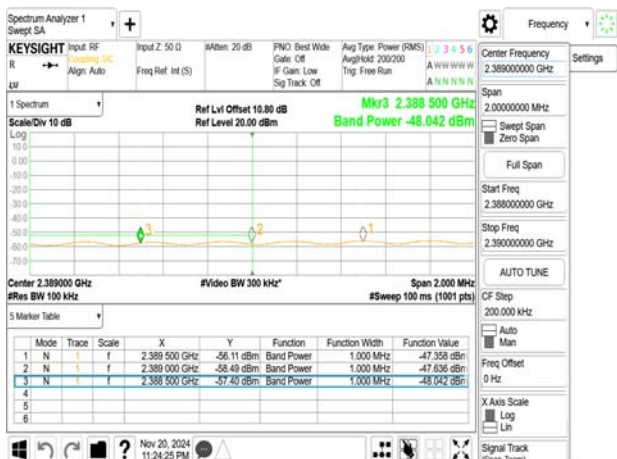 Spectrum Analyzer 1
Swept SA
+
Frequency
KEYSIGHT
Input: RF
Coupling: DC
Align: Auto
Input Z: 50 Ω
Freq Ref: Int (S)
#Atten: 20 dB
PNO: Best Wide
Gate: Off
IF Gain: Low
Sig Track: Off
Avg Type: Power (RMS)
Avg|Hold: 200/200
Trig: Free Run
1 2 3 4 5 6
A W W W W W
A N N N N N
R
Center Frequency
2.389000000 GHz
Settings
Span
2.00000000 MHz
Swept Span
Zero Span
Full Span
Start Freq
2.388000000 GHz
Stop Freq
2.390000000 GHz
AUTO TUNE
CF Step
200.000 kHz
Auto
Man
Freq Offset
0 Hz
X Axis Scale
Log
Lin
Signal Track
1 Spectrum
Scale/Div 10 dB
Ref Lvl Offset 10.80 dB
Ref Level 20.00 dBm
Mkr3 2.388 500 GHz
Band Power -48.042 dBm
Log
10.0
0.00
-10.0
-20.0
-30.0
-40.0
-50.0
-60.0
-70.0
3 2 1
Center 2.389000 GHz
#Res BW 100 kHz
#Video BW 300 kHz*
Span 2.000 MHz
#Sweep 100 ms (1001 pts)
5 Marker Table
Mode Trace Scale X Y Function Function Width Function Value
1 N 1 f 2.389 500 GHz -56.11 dBm Band Power 1.000 MHz -47.358 dBm
2 N 1 f 2.389 000 GHz -58.49 dBm Band Power 1.000 MHz -47.636 dBm
3 N 1 f 2.388 500 GHz -57.40 dBm Band Power 1.000 MHz -48.042 dBm
4
5
6
?
Nov 20, 2024
11:24:25 PM